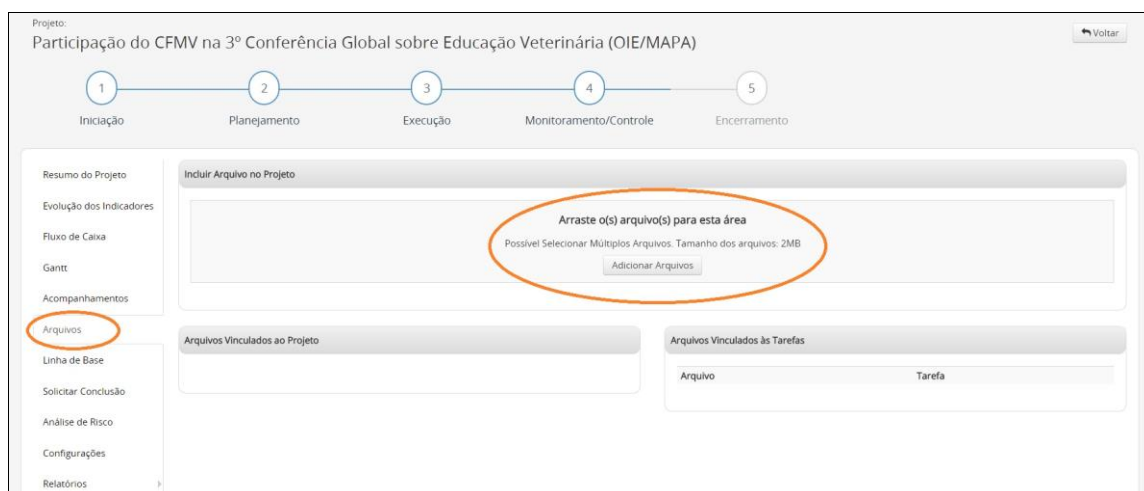 Projeto:
Participação do CFMV na 3º Conferência Global sobre Educação Veterinária (OIE/MAPA)
Voltar
1
2
3
4
5
Iniciação
Planejamento
Execução
Monitoramento/Controle
Encerramento
Resumo do Projeto
Evolução dos Indicadores
Fluxo de Caixa
Gantt
Acompanhamentos
Arquivos
Linha de Base
Solicitar Conclusão
Análise de Risco
Configurações
Relatórios
Incluir Arquivo no Projeto
Arraste o(s) arquivo(s) para esta área
Possível Selecionar Múltiplos Arquivos. Tamanho dos arquivos: 2MB
Adicionar Arquivos
Arquivos Vinculados ao Projeto
Arquivos Vinculados às Tarefas
Arquivo
Tarefa